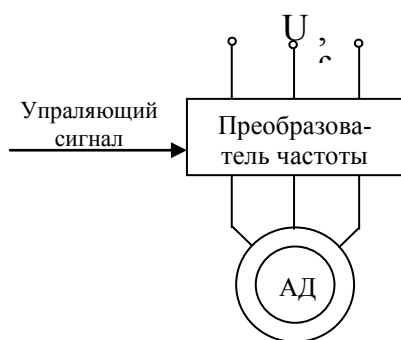 U ,
Упраляющий
сигнал
Преобразова-
тель частоты
АД